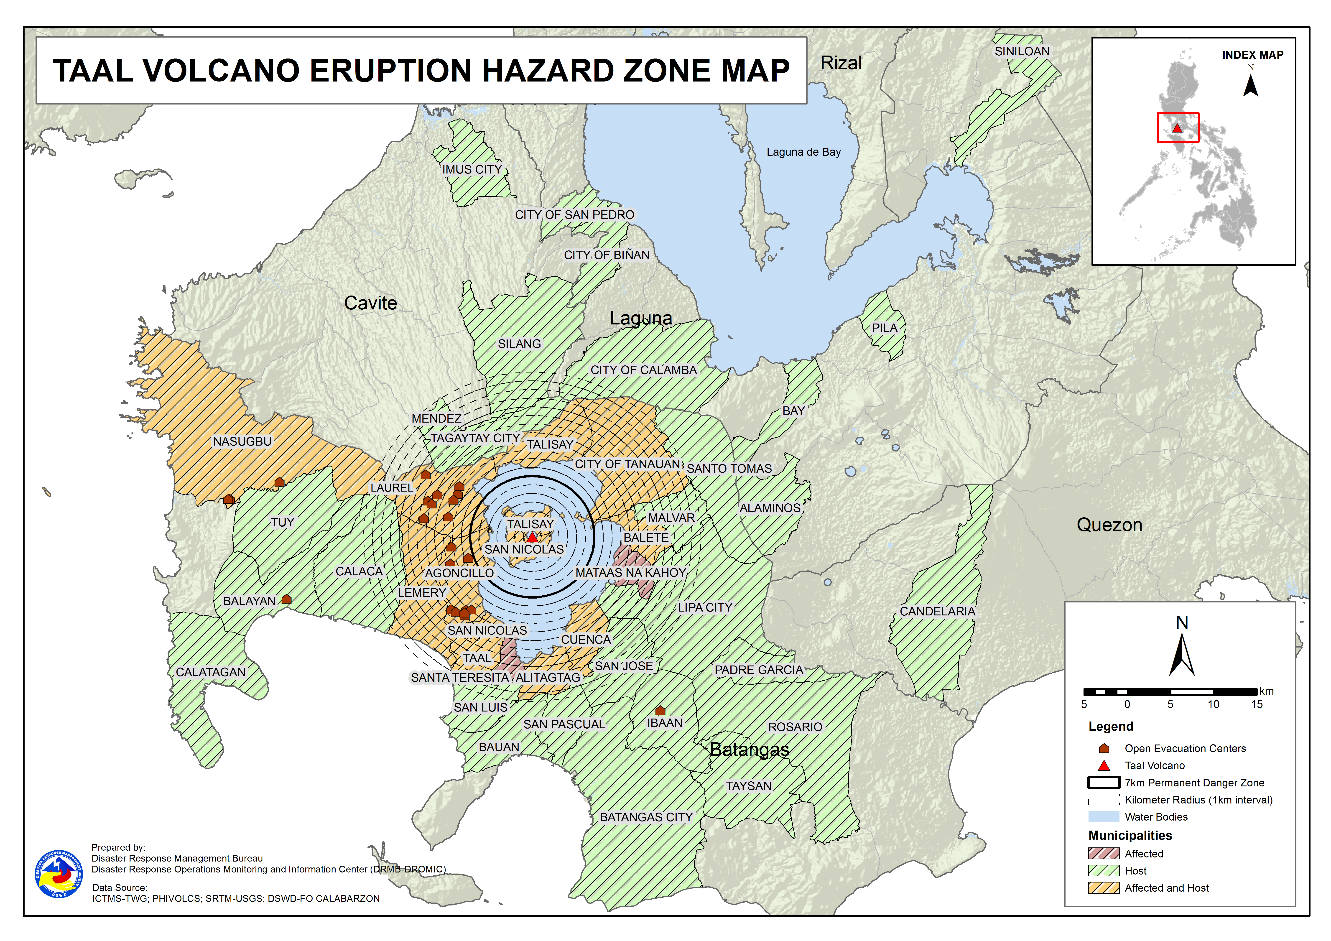 TAAL VOLCANO ERUPTION HAZARD ZONE MAP
Rizal
SINILOAN
INDEX MAP
N
Laguna de Bay
IMUS CITY
CITY OF SAN PEDRO
CITY OF BIÑAN
Cavite
Laguna
PILA
SILANG
CITY OF CALAMBA
BAY
MENDEZ
TAGAYTAY CITY
TALISAY
NASUGBU
CITY OF TANAUAN
SANTO TOMAS
LAUREL
ALAMINOS
TUY
TALISAY
MALVAR
Quezon
BALETE
SAN NICOLAS
CALACA
AGONCILLO
MATAAS NA KAHOY
LEMERY
BALAYAN
LIPA CITY
CANDELARIA
SAN NICOLAS
CUENCA
TAAL
CALATAGAN
SANTA TERESITA
ALITAGTAG
SAN JOSE
PADRE GARCIA
SAN LUIS
SAN PASCUAL
IBAAN
ROSARIO
BAUAN
Batangas
TAYSAN
BATANGAS CITY
N
km
5 0 5 10 15
Legend
Open Evacuation Centers
Taal Volcano
7km Permanent Danger Zone
Kilometer Radius (1km interval)
Water Bodies
Municipalities
Affected
Host
Affected and Host
Prepared by:
Disaster Response Management Bureau
Disaster Response Operations Monitoring and Information Center (DRMB-DROMIC)
Data Source:
ICTMS-TWG; PHIVOLCS; SRTM-USGS; DSWD-FO CALABARZON